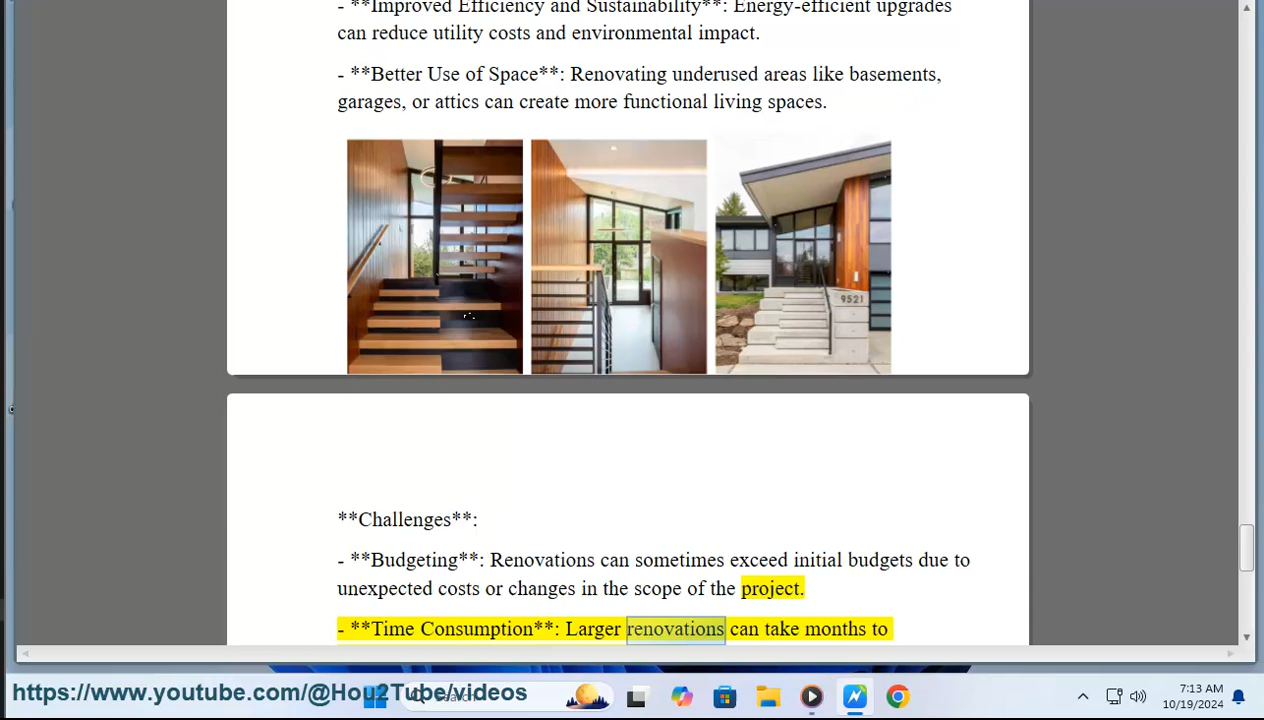 - **Improved Efficiency and Sustainability**: Energy-efficient upgrades
can reduce utility costs and environmental impact.
- **Better Use of Space**: Renovating underused areas like basements,
garages, or attics can create more functional living spaces.
9521
**Challenges**:
- **Budgeting**: Renovations can sometimes exceed initial budgets due to
unexpected costs or changes in the scope of the project.
- **Time Consumption**: Larger renovations can take months to
https://www.youtube.com/@Hou2Tube/videos
Search
7:13 AM
10/19/2024